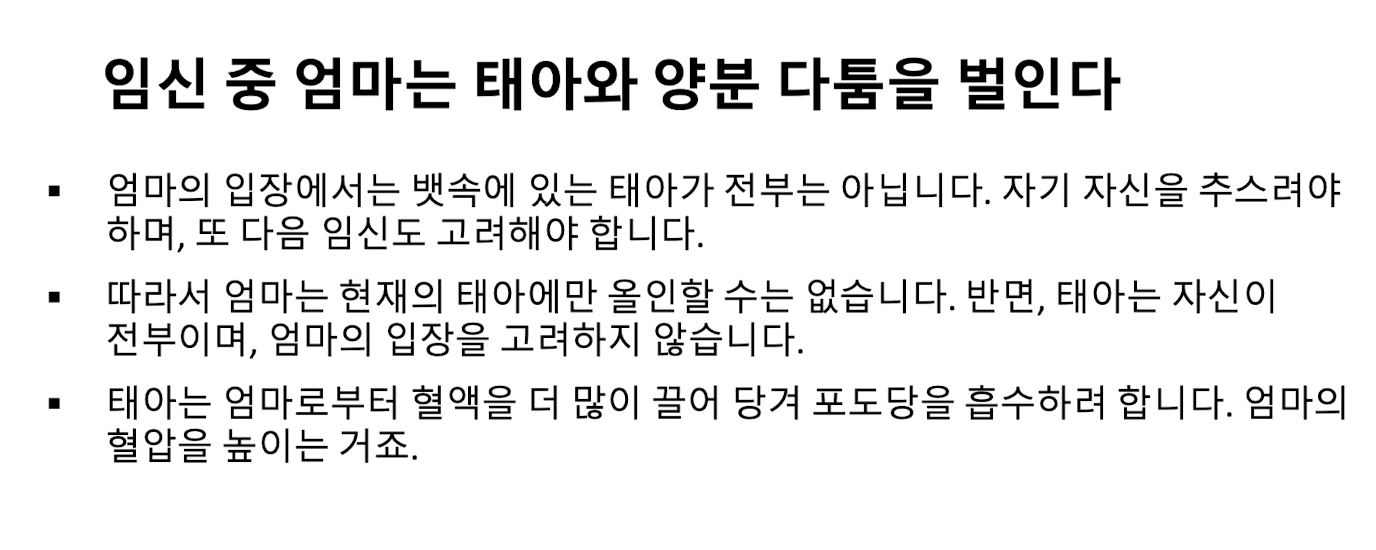 임신 중 엄마는 태아와 양분 다툼을 벌인다
▪ 엄마의 입장에서는 뱃속에 있는 태아가 전부는 아닙니다. 자기 자신을 추스려야
하며, 또 다음 임신도 고려해야 합니다.
▪ 따라서 엄마는 현재의 태아에만 올인할 수는 없습니다. 반면, 태아는 자신이
전부이며, 엄마의 입장을 고려하지 않습니다.
▪ 태아는 엄마로부터 혈액을 더 많이 끌어 당겨 포도당을 흡수하려 합니다. 엄마의
혈압을 높이는 거죠.